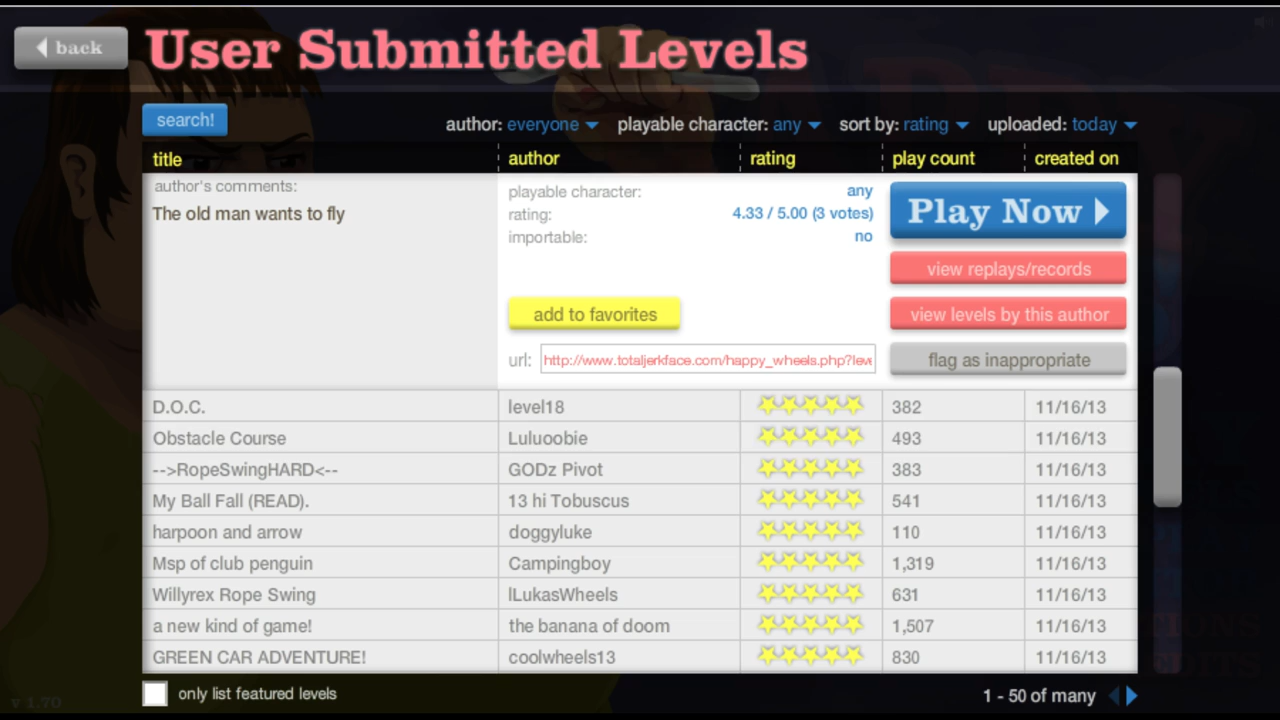 back
User Submitted Levels
search!
author: everyone playable character: any sort by: rating uploaded: today
title author rating play count created on
author's comments:
The old man wants to fly
playable character: any
rating: 4.33 / 5.00 (3 votes)
importable: no
Play Now
view replays/records
add to favorites
view levels by this author
url: http://www.totaljerkface.com/happy_wheels.php?leve
flag as inappropriate
D.O.C. level18 382 11/16/13
Obstacle Course Luluoobie 493 11/16/13
-->RopeSwingHARD<-- GODz Pivot 383 11/16/13
My Ball Fall (READ). 13 hi Tobuscus 541 11/16/13
harpoon and arrow doggyluke 110 11/16/13
Msp of club penguin Campingboy 1,319 11/16/13
Willyrex Rope Swing lLukasWheels 631 11/16/13
a new kind of game! the banana of doom 1,507 11/16/13
GREEN CAR ADVENTURE! coolwheels13 830 11/16/13
only list featured levels
1 - 50 of many
v 1.70